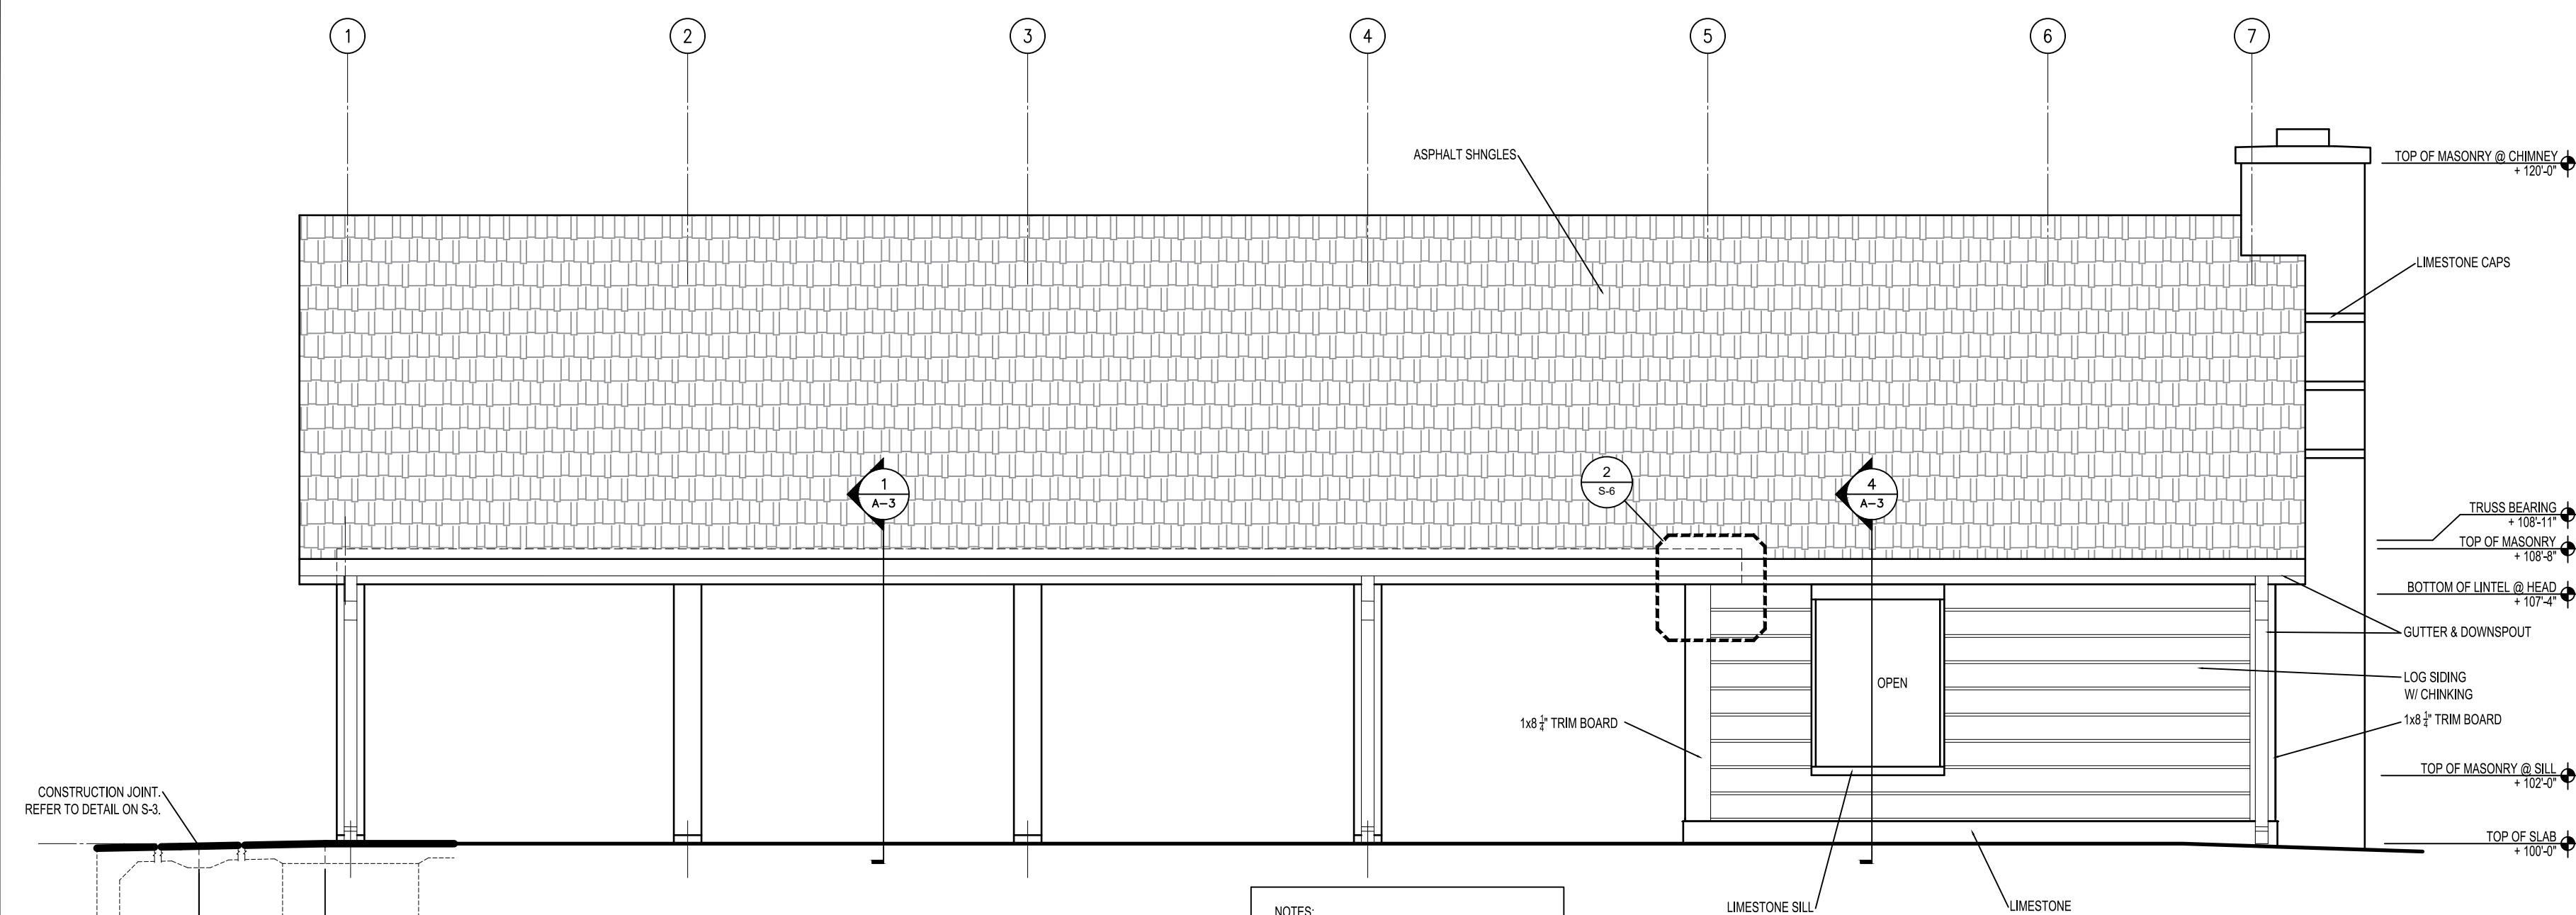 1
2
3
4
5
6
7
ASPHALT SHNGLES
TOP OF MASONRY @ CHIMNEY
+ 120'-0"
LIMESTONE CAPS
1
A-3
2
S-6
4
A-3
TRUSS BEARING
+ 108'-11"
TOP OF MASONRY
+ 108'-8"
BOTTOM OF LINTEL @ HEAD
+ 107'-4"
GUTTER & DOWNSPOUT
OPEN
LOG SIDING
W/ CHINKING
1x8 1/4" TRIM BOARD
1x8 1/4" TRIM BOARD
TOP OF MASONRY @ SILL
+ 102'-0"
CONSTRUCTION JOINT.
REFER TO DETAIL ON S-3.
TOP OF SLAB
+ 100'-0"
NOTES:
LIMESTONE SILL
LIMESTONE